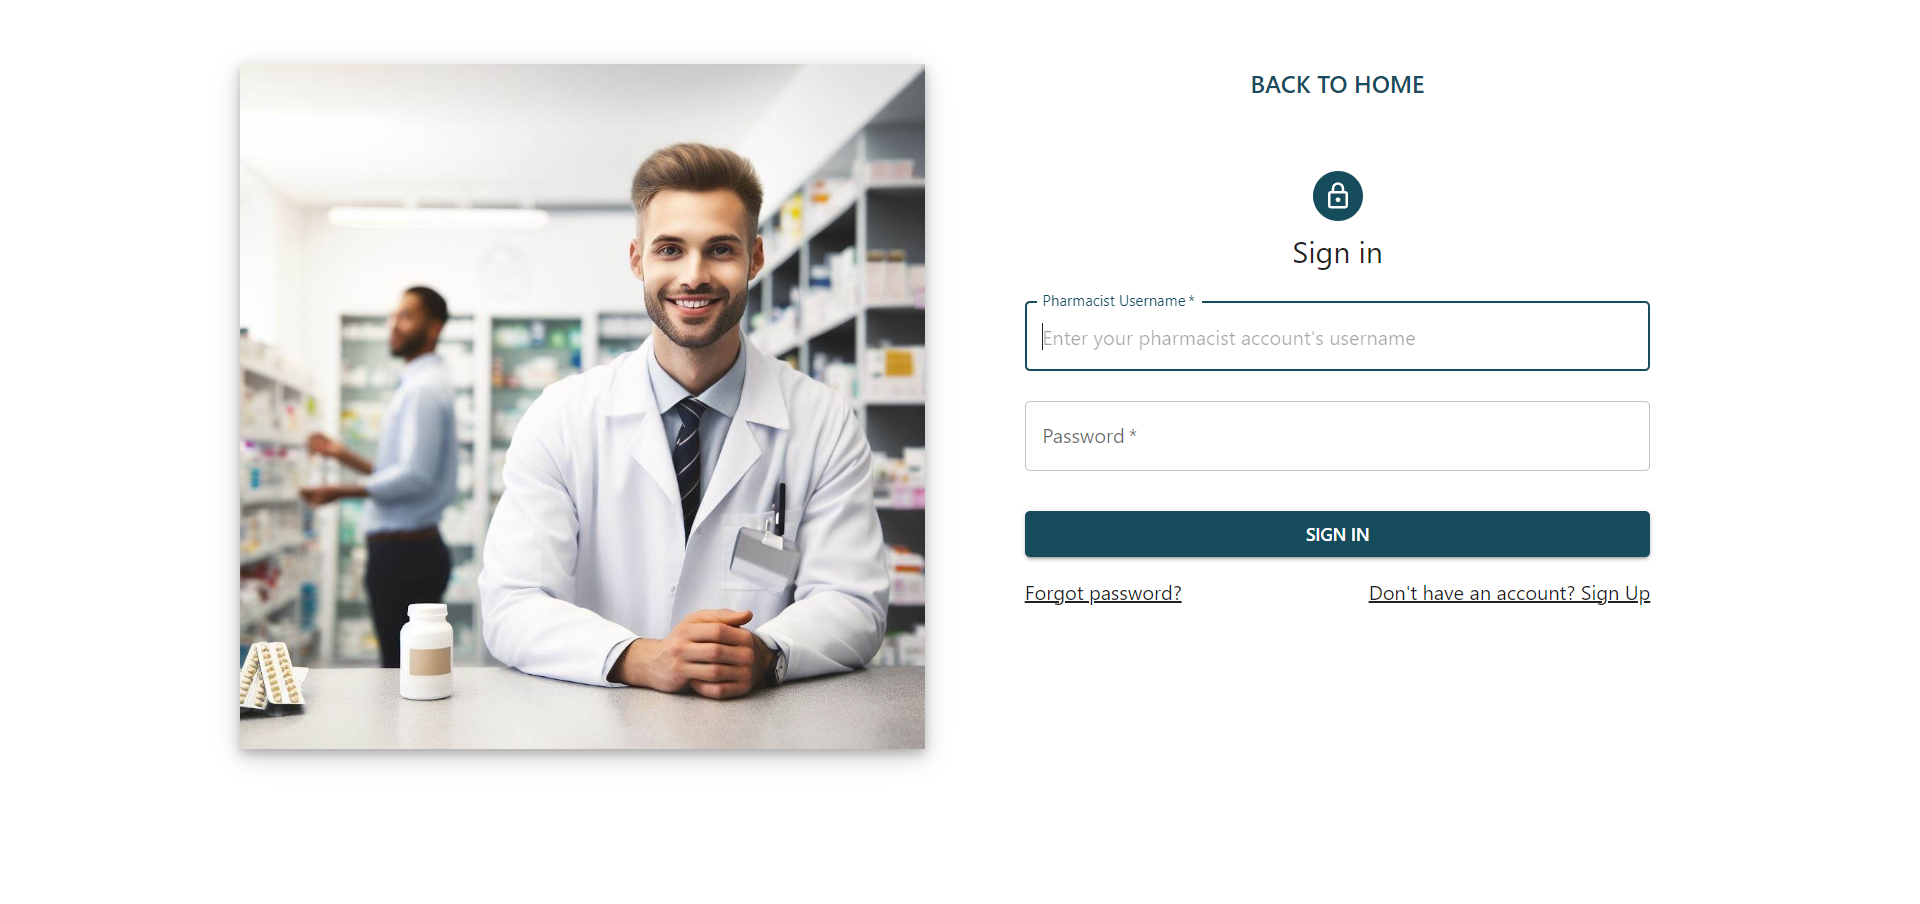 BACK TO HOME
Sign in
Pharmacist Username *
Enter your pharmacist account's username
Password *
SIGN IN
Forgot password?
Don't have an account? Sign Up